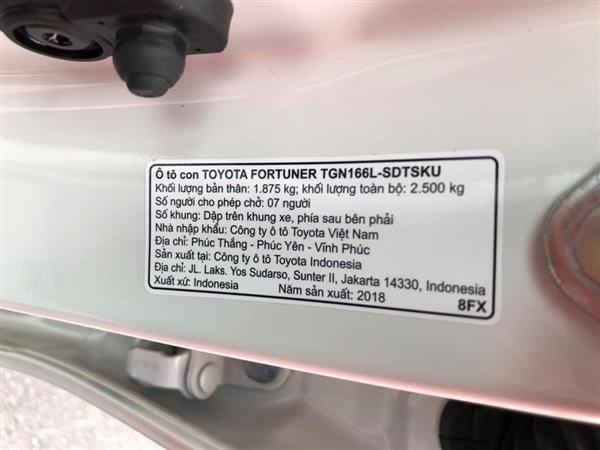 Ô tô con TOYOTA FORTUNER TGN166L-SDTSKU
Khối lượng bản thân: 1.875 kg; khối lượng toàn bộ: 2.500 kg
Số người cho phép chở: 07 người
Số khung: Dập trên khung xe, phía sau bên phải
Nhà nhập khẩu: Công ty ô tô Toyota Việt Nam
Địa chỉ: Phúc Thắng - Phúc Yên - Vĩnh Phúc
Sản xuất tại: Công ty ô tô Toyota Indonesia
Địa chỉ: JL. Laks. Yos Sudarso, Sunter II, Jakarta 14330, Indonesia
Xuất xứ: Indonesia Năm sản xuất: 2018 8FX